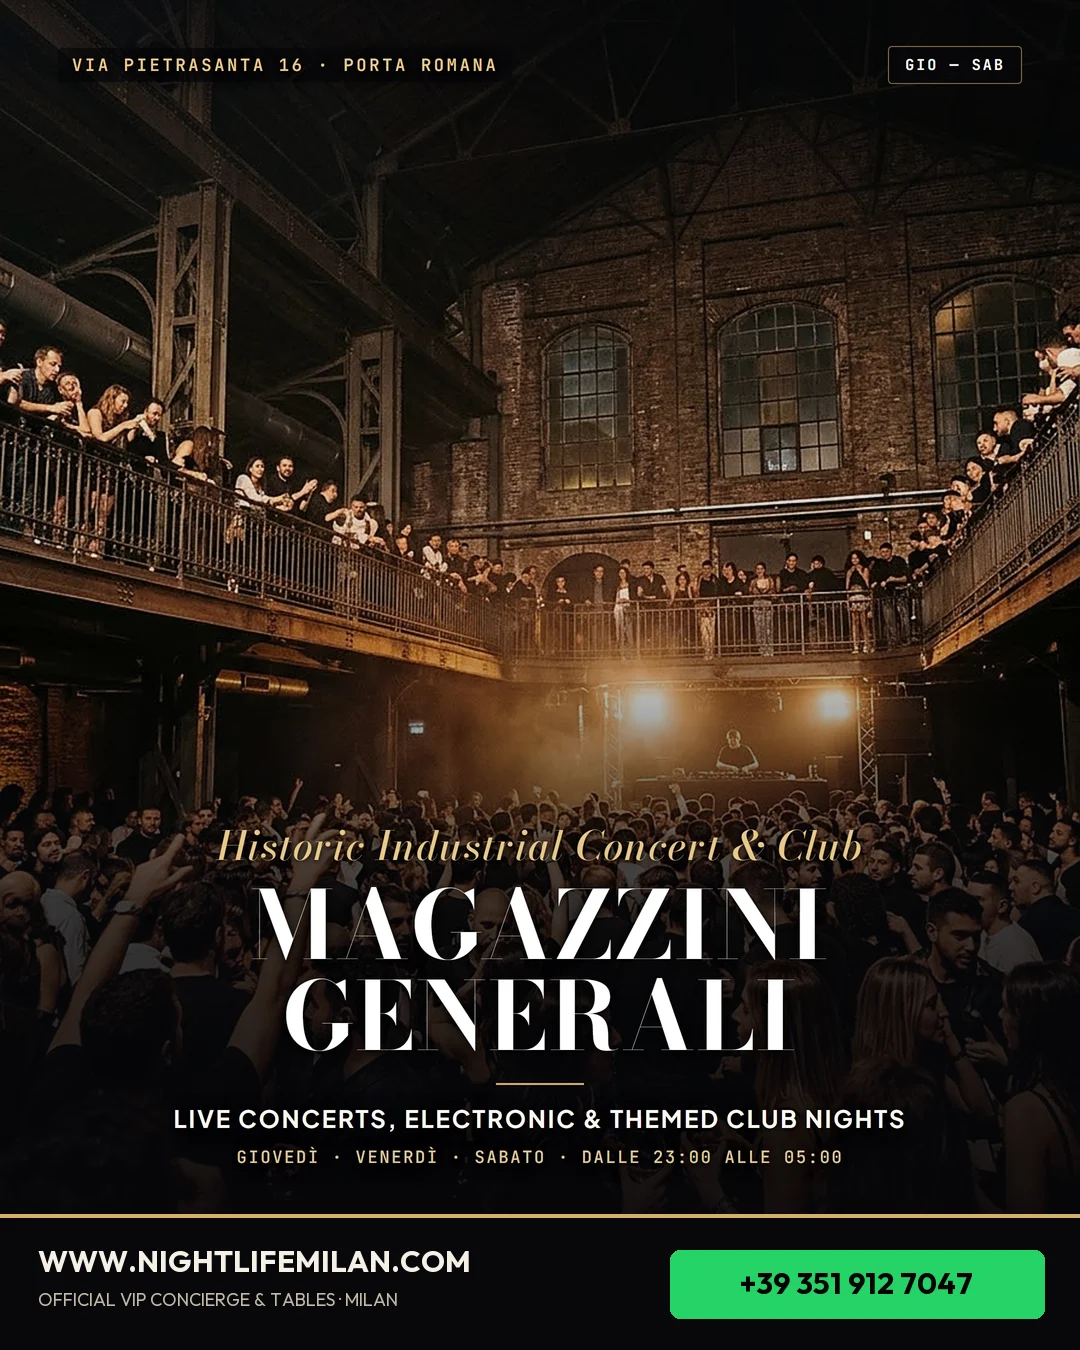 VIA PIETRASANTA 16 · PORTA ROMANA
GIO — SAB
Historic Industrial Concert & Club
MAGAZZINI
GENERALI
LIVE CONCERTS, ELECTRONIC & THEMED CLUB NIGHTS
GIOVEDÌ · VENERDÌ · SABATO · DALLE 23:00 ALLE 05:00
WWW.NIGHTLIFEMILAN.COM
OFFICIAL VIP CONCIERGE & TABLES · MILAN
+39 351 912 7047